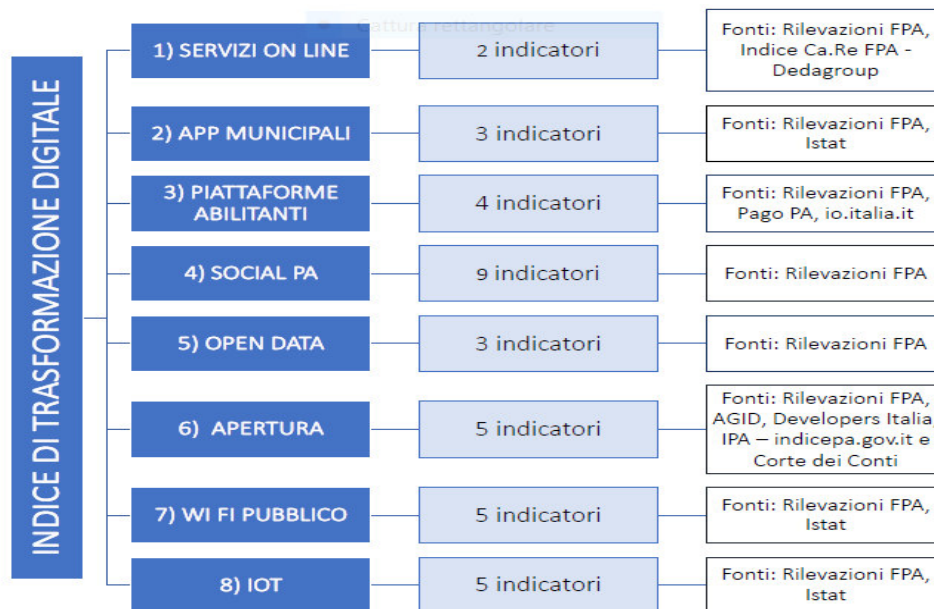 Cattura rettangolare
INDICE DI TRASFORMAZIONE DIGITALE
1) SERVIZI ON LINE
2 indicatori
Fonti: Rilevazioni FPA,
Indice Ca.Re FPA -
Dedagroup
2) APP MUNICIPALI
3 indicatori
Fonti: Rilevazioni FPA,
Istat
3) PIATTAFORME
ABILITANTI
4 indicatori
Fonti: Rilevazioni FPA,
Pago PA, io.italia.it
4) SOCIAL PA
9 indicatori
Fonti: Rilevazioni FPA
5) OPEN DATA
3 indicatori
Fonti: Rilevazioni FPA
6) APERTURA
5 indicatori
Fonti: Rilevazioni FPA,
AGID, Developers Italia,
IPA – indicepa.gov.it e
Corte dei Conti
7) WI FI PUBBLICO
5 indicatori
Fonti: Rilevazioni FPA,
Istat
8) IOT
5 indicatori
Fonti: Rilevazioni FPA,
Istat